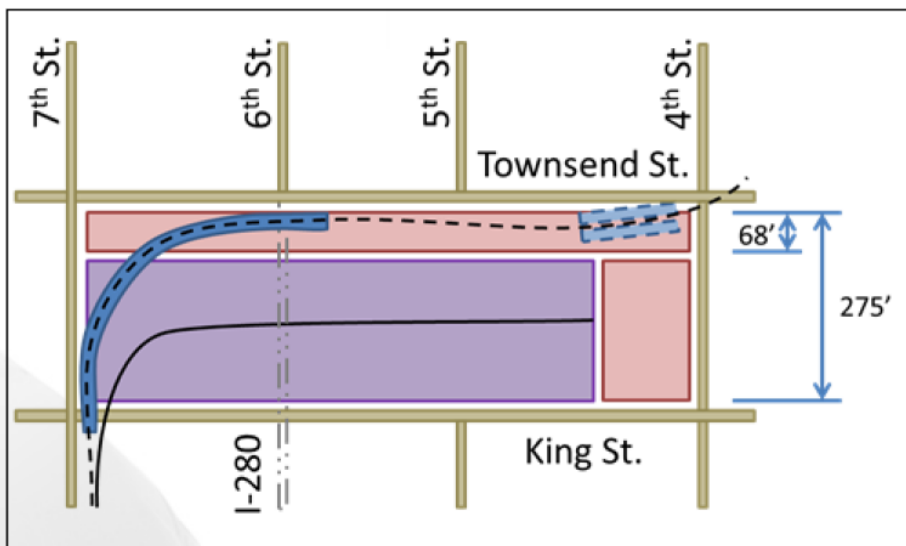 7th St.
6th St.
5th St.
4th St.
Townsend St.
68’
275’
I-280
King St.